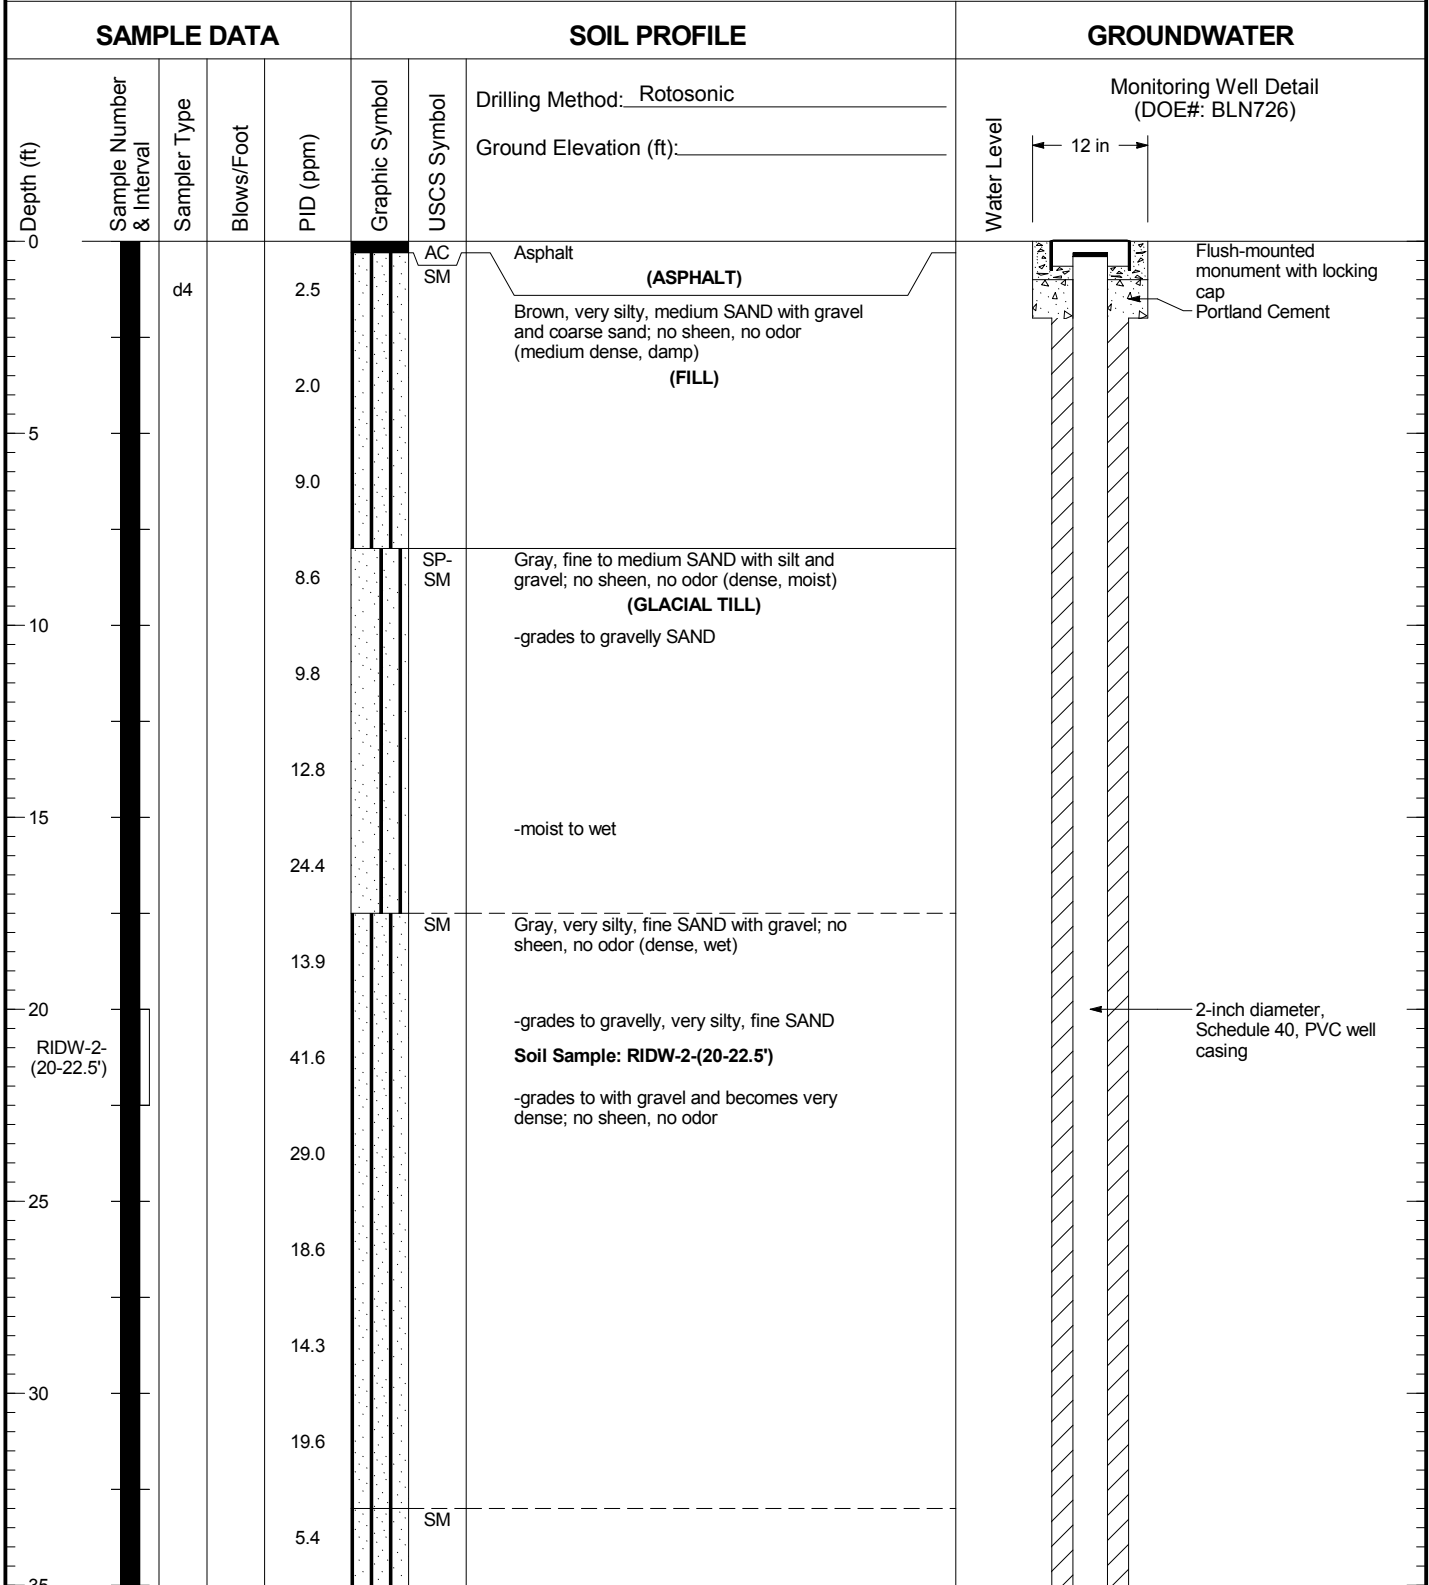 SAMPLE DATA
SOIL PROFILE
GROUNDWATER
Depth (ft)
Sample Number
& Interval
Sampler Type
Blows/Foot
PID (ppm)
Graphic Symbol
USCS Symbol
Drilling Method: Rotosonic
Ground Elevation (ft):
Water Level
Monitoring Well Detail
(DOE#: BLN726)
12 in
0
AC
Asphalt
(ASPHALT)
SM
d4
2.5
Brown, very silty, medium SAND with gravel
and coarse sand; no sheen, no odor
(medium dense, damp)
(FILL)
Flush-mounted
monument with locking
cap
Portland Cement
2.0
5
9.0
SP-
SM
Gray, fine to medium SAND with silt and
gravel; no sheen, no odor (dense, moist)
(GLACIAL TILL)
8.6
10
-grades to gravelly SAND
9.8
12.8
15
-moist to wet
24.4
SM
Gray, very silty, fine SAND with gravel; no
sheen, no odor (dense, wet)
13.9
20
-grades to gravelly, very silty, fine SAND
2-inch diameter,
Schedule 40, PVC well
casing
RIDW-2-
(20-22.5')
41.6
Soil Sample: RIDW-2-(20-22.5')
-grades to with gravel and becomes very
dense; no sheen, no odor
29.0
25
18.6
14.3
30
19.6
SM
5.4
35